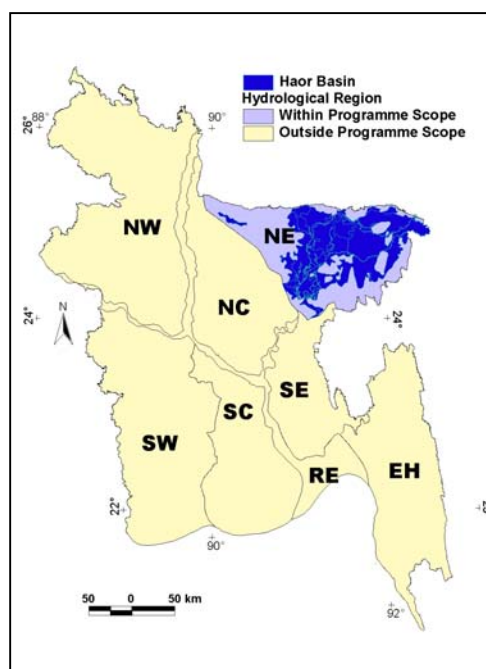 Haor Basin
Hydrological Region
Within Programme Scope
Outside Programme Scope
88°
26°
90°
NW
NE
NC
N
24°
24°
SE
SC
SW
RE
EH
22°
90°
92°
50 0 50 km